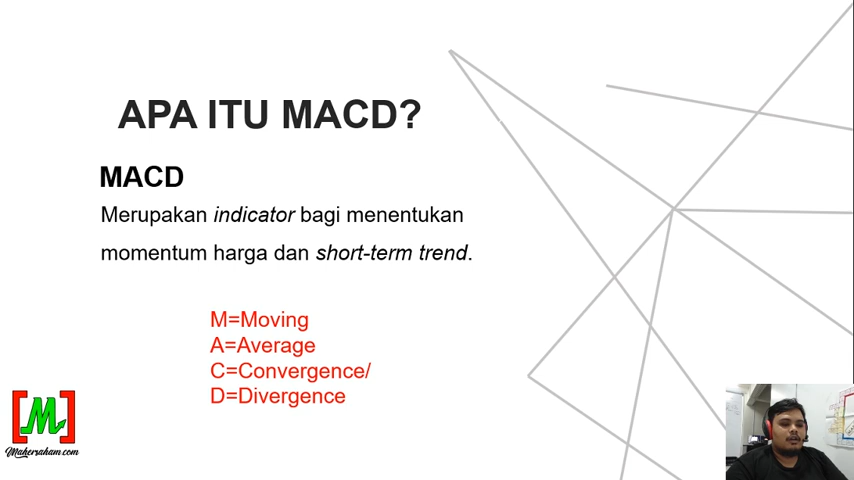 APA ITU MACD?
MACD
Merupakan indicator bagi menentukan
momentum harga dan short-term trend.
M=Moving
A=Average
C=Convergence/
D=Divergence
[M]
Mahersaham.com